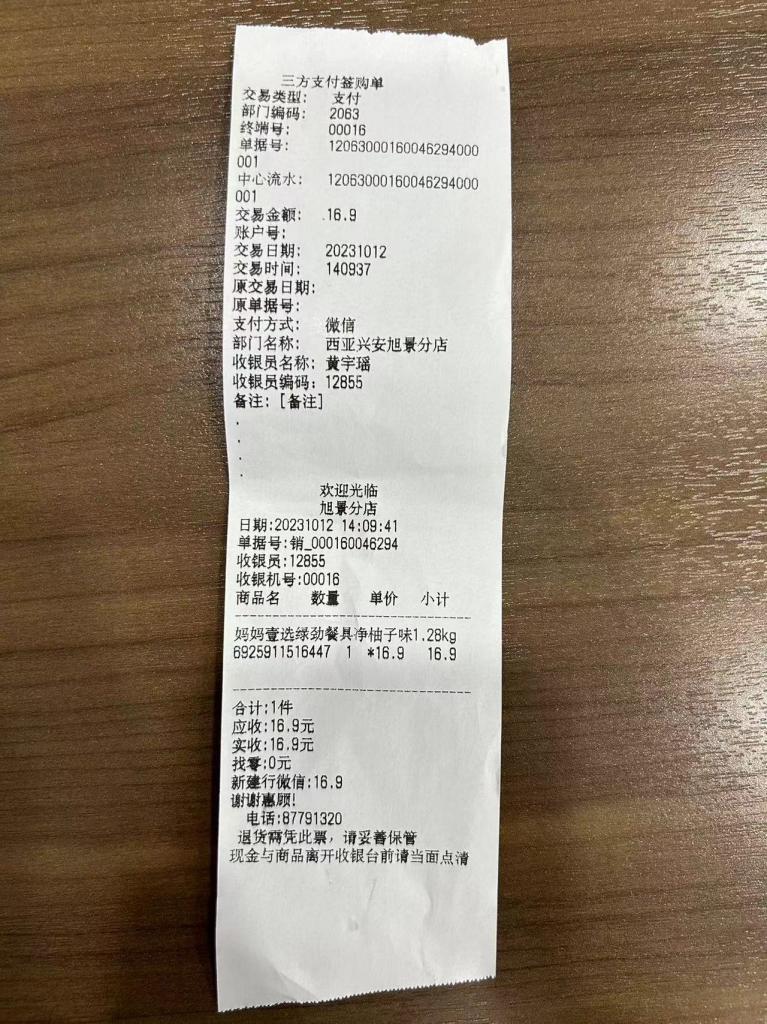 三方支付签购单
交易类型: 支付
部门编码: 2063
终端号: 00016
单据号: 12063000160046294000
001
中心流水: 12063000160046294000
001
交易金额: 16.9
账户号:
交易日期: 20231012
交易时间: 140937
原交易日期:
原单据号:
支付方式: 微信
部门名称: 西亚兴安旭景分店
收银员名称: 黄宇瑶
收银员编码: 12855
备注: [备注]
.
.
.
.
欢迎光临
旭景分店
日期:20231012 14:09:41
单据号:销_000160046294
收银员:12855
收银机号:00016
商品名 数量 单价 小计
妈妈壹选绿劲餐具净柚子味1.28kg
6925911516447 1 *16.9 16.9
合计:1件
应收:16.9元
实收:16.9元
找零:0元
新建行微信:16.9
谢谢惠顾!
电话:87791320
退货需凭此票，请妥善保管
现金与商品离开收银台前请当面点清